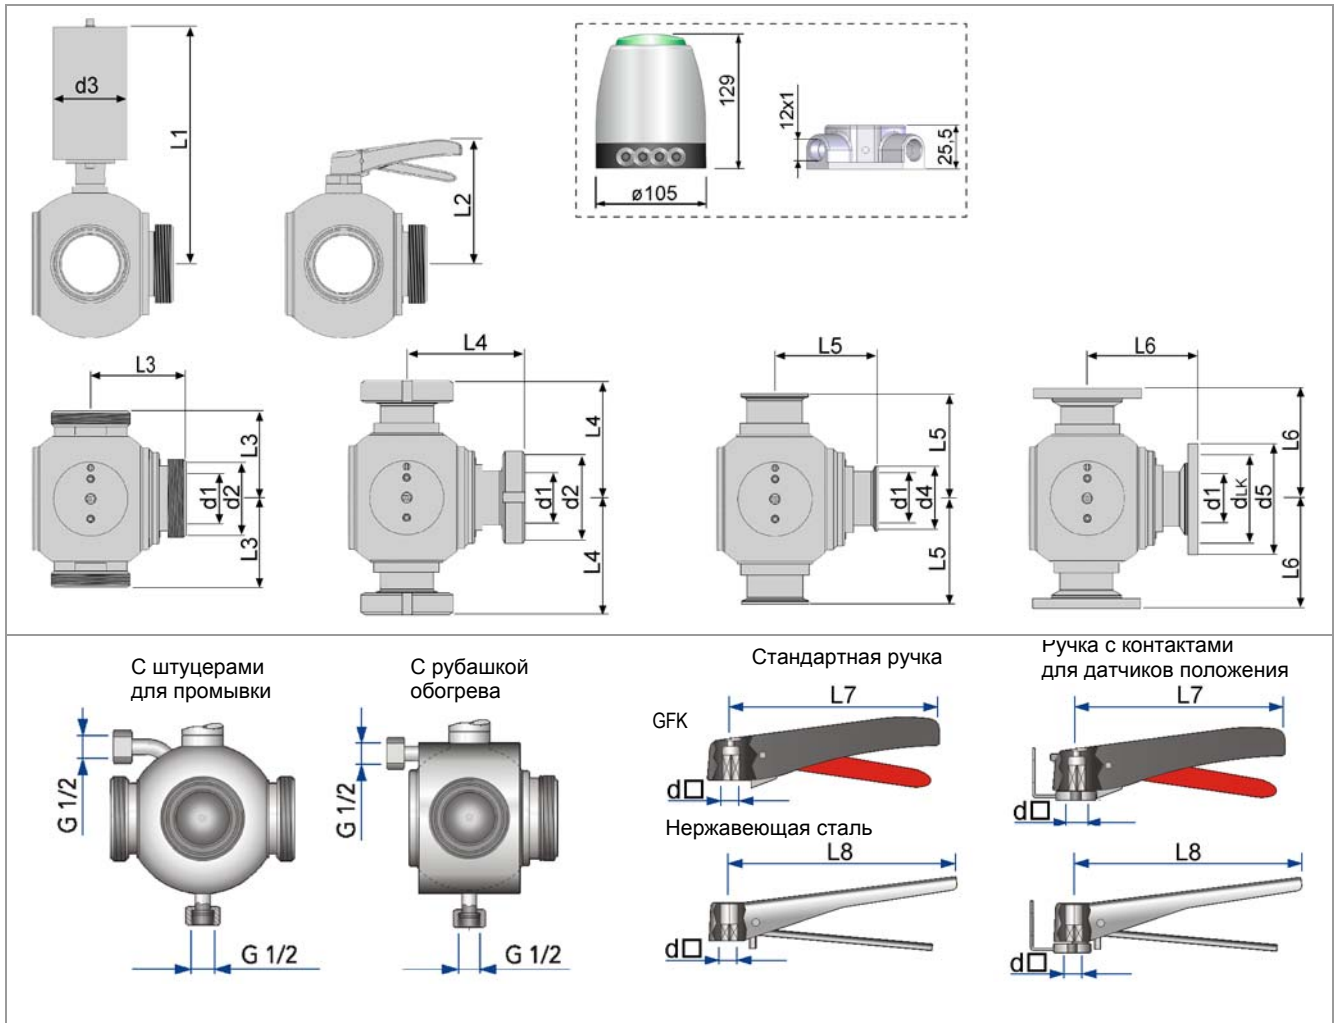 d3
L1
L2
129
ø105
12x1
25,5
L3
L3
L3
d1
d2
L4
L4
L4
d1
d2
L5
L5
L5
d1
d4
L6
L6
L6
d1
dLK
d5
С штуцерами
для промывки
G 1/2
G 1/2
С рубашкой
обогрева
G 1/2
G 1/2
Стандартная ручка
GFK
L7
d□
Нержавеющая сталь
L8
d□
Ручка с контактами
для датчиков положения
L7
d□
L8
d□